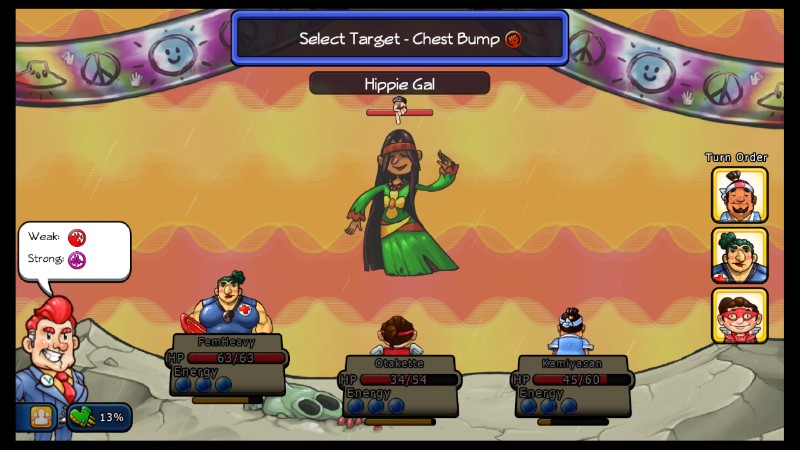 Select Target - Chest Bump
Hippie Gal
Turn Order
Weak:
Strong:
FemHeavy
HP 63/63
Energy
Otakette
HP 34/54
Energy
Kamiyasan
HP 45/60
Energy
13%